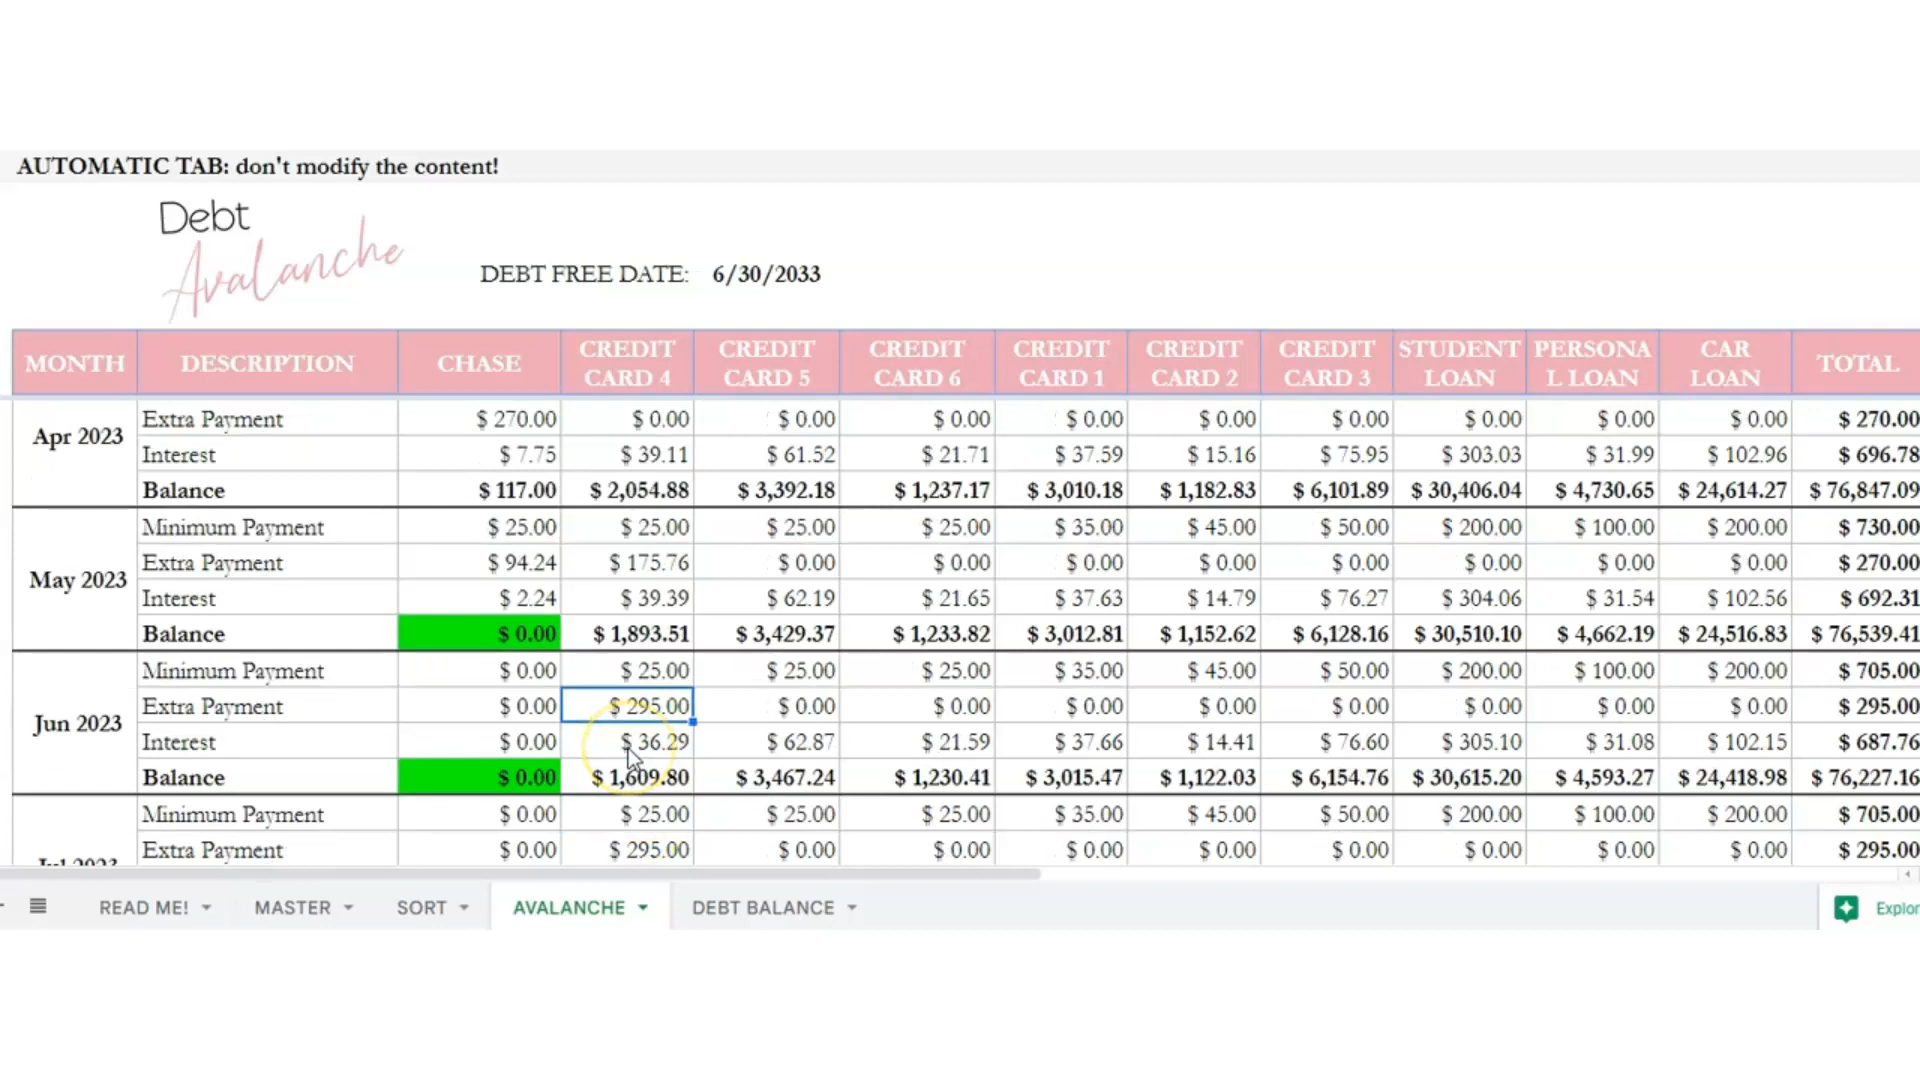 AUTOMATIC TAB: don't modify the content!
Debt
Avalanche
DEBT FREE DATE: 6/30/2033
MONTH DESCRIPTION CHASE CREDIT CARD 4 CREDIT CARD 5 CREDIT CARD 6 CREDIT CARD 1 CREDIT CARD 2 CREDIT CARD 3 STUDENT LOAN PERSONA L LOAN CAR LOAN TOTAL
Apr 2023
Extra Payment $ 270.00 $ 0.00 $ 0.00 $ 0.00 $ 0.00 $ 0.00 $ 0.00 $ 0.00 $ 0.00 $ 0.00 $ 270.00
Interest $ 7.75 $ 39.11 $ 61.52 $ 21.71 $ 37.59 $ 15.16 $ 75.95 $ 303.03 $ 31.99 $ 102.96 $ 696.78
Balance $ 117.00 $ 2,054.88 $ 3,392.18 $ 1,237.17 $ 3,010.18 $ 1,182.83 $ 6,101.89 $ 30,406.04 $ 4,730.65 $ 24,614.27 $ 76,847.09
May 2023
Minimum Payment $ 25.00 $ 25.00 $ 25.00 $ 25.00 $ 35.00 $ 45.00 $ 50.00 $ 200.00 $ 100.00 $ 200.00 $ 730.00
Extra Payment $ 94.24 $ 175.76 $ 0.00 $ 0.00 $ 0.00 $ 0.00 $ 0.00 $ 0.00 $ 0.00 $ 0.00 $ 270.00
Interest $ 2.24 $ 39.39 $ 62.19 $ 21.65 $ 37.63 $ 14.79 $ 76.27 $ 304.06 $ 31.54 $ 102.56 $ 692.31
Balance $ 0.00 $ 1,893.51 $ 3,429.37 $ 1,233.82 $ 3,012.81 $ 1,152.62 $ 6,128.16 $ 30,510.10 $ 4,662.19 $ 24,516.83 $ 76,539.41
Jun 2023
Minimum Payment $ 0.00 $ 25.00 $ 25.00 $ 25.00 $ 35.00 $ 45.00 $ 50.00 $ 200.00 $ 100.00 $ 200.00 $ 705.00
Extra Payment $ 0.00 $ 295.00 $ 0.00 $ 0.00 $ 0.00 $ 0.00 $ 0.00 $ 0.00 $ 0.00 $ 0.00 $ 295.00
Interest $ 0.00 $ 36.29 $ 62.87 $ 21.59 $ 37.66 $ 14.41 $ 76.60 $ 305.10 $ 31.08 $ 102.15 $ 687.76
Balance $ 0.00 $ 1,609.80 $ 3,467.24 $ 1,230.41 $ 3,015.47 $ 1,122.03 $ 6,154.76 $ 30,615.20 $ 4,593.27 $ 24,418.98 $ 76,227.16
Jul 2023
Minimum Payment $ 0.00 $ 25.00 $ 25.00 $ 25.00 $ 35.00 $ 45.00 $ 50.00 $ 200.00 $ 100.00 $ 200.00 $ 705.00
Extra Payment $ 0.00 $ 295.00 $ 0.00 $ 0.00 $ 0.00 $ 0.00 $ 0.00 $ 0.00 $ 0.00 $ 0.00 $ 295.00
READ ME! MASTER SORT AVALANCHE DEBT BALANCE Explor